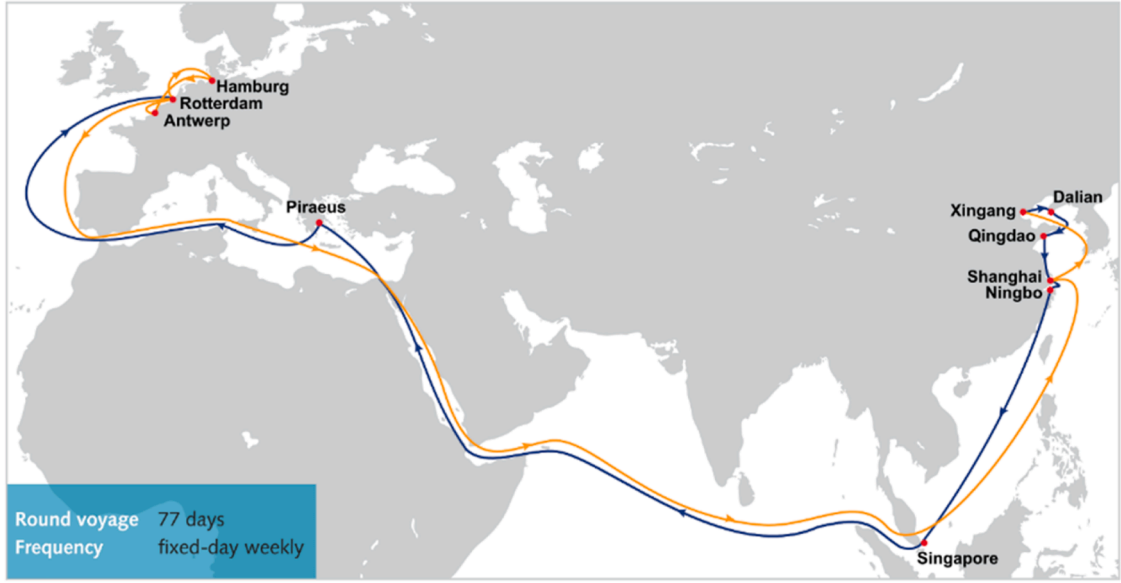 Hamburg
Rotterdam
Antwerp
Piraeus
Dalian
Xingang
Qingdao
Shanghai
Ningbo
Singapore
Round voyage 77 days
Frequency fixed-day weekly